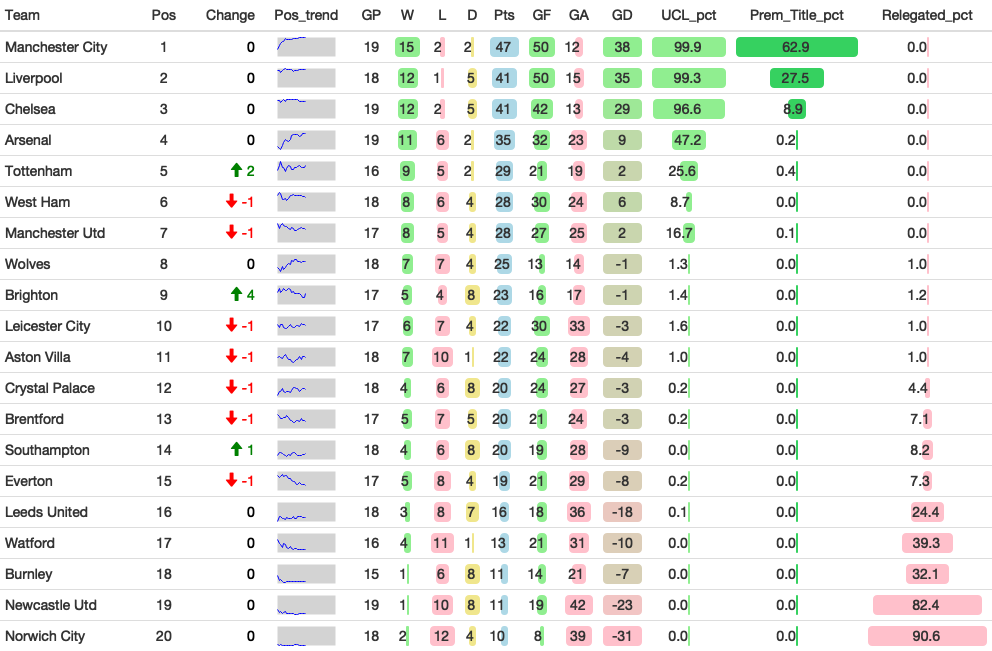 Team Pos Change Pos_trend GP W L D Pts GF GA GD UCL_pct Prem_Title_pct Relegated_pct
Manchester City 1 0 19 15 2 2 47 50 12 38 99.9 62.9 0.0
Liverpool 2 0 18 12 1 5 41 50 15 35 99.3 27.5 0.0
Chelsea 3 0 19 12 2 5 41 42 13 29 96.6 8.9 0.0
Arsenal 4 0 19 11 6 2 35 32 23 9 47.2 0.2 0.0
Tottenham 5 2 16 9 5 2 29 21 19 2 25.6 0.4 0.0
West Ham 6 -1 18 8 6 4 28 30 24 6 8.7 0.0 0.0
Manchester Utd 7 -1 17 8 5 4 28 27 25 2 16.7 0.1 0.0
Wolves 8 0 18 7 7 4 25 13 14 -1 1.3 0.0 1.0
Brighton 9 4 17 5 4 8 23 16 17 -1 1.4 0.0 1.2
Leicester City 10 -1 17 6 7 4 22 30 33 -3 1.6 0.0 1.0
Aston Villa 11 -1 18 7 10 1 22 24 28 -4 1.0 0.0 1.0
Crystal Palace 12 -1 18 4 6 8 20 24 27 -3 0.2 0.0 4.4
Brentford 13 -1 17 5 7 5 20 21 24 -3 0.2 0.0 7.1
Southampton 14 1 18 4 6 8 20 19 28 -9 0.0 0.0 8.2
Everton 15 -1 17 5 8 4 19 21 29 -8 0.2 0.0 7.3
Leeds United 16 0 18 3 8 7 16 18 36 -18 0.1 0.0 24.4
Watford 17 0 16 4 11 1 13 21 31 -10 0.0 0.0 39.3
Burnley 18 0 15 1 6 8 11 14 21 -7 0.0 0.0 32.1
Newcastle Utd 19 0 19 1 10 8 11 19 42 -23 0.0 0.0 82.4
Norwich City 20 0 18 2 12 4 10 8 39 -31 0.0 0.0 90.6